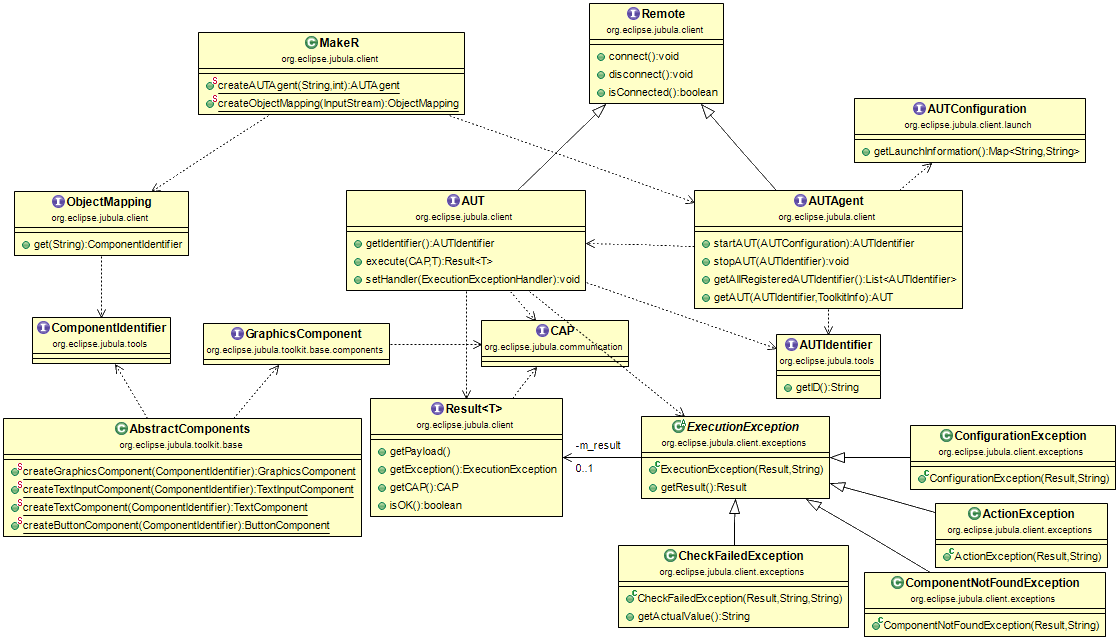 Remote
org.eclipse.jubula.client
connect():void
disconnect():void
isConnected():boolean
MakeR
org.eclipse.jubula.client
createAUTAgent(String,int):AUTAgent
createObjectMapping(InputStream):ObjectMapping
AUTConfiguration
org.eclipse.jubula.client.launch
getLaunchInformation():Map<String,String>
ObjectMapping
org.eclipse.jubula.client
get(String):ComponentIdentifier
AUT
org.eclipse.jubula.client
getIdentifier():AUTIdentifier
execute(CAP,T):Result<T>
setHandler(ExecutionExceptionHandler):void
AUTAgent
org.eclipse.jubula.client
startAUT(AUTConfiguration):AUTIdentifier
stopAUT(AUTIdentifier):void
getAllRegisteredAUTIdentifier():List<AUTIdentifier>
getAUT(AUTIdentifier,ToolkitInfo):AUT
ComponentIdentifier
org.eclipse.jubula.tools
GraphicsComponent
org.eclipse.jubula.toolkit.base.components
CAP
org.eclipse.jubula.communication
AUTIdentifier
org.eclipse.jubula.tools
getID():String
AbstractComponents
org.eclipse.jubula.toolkit.base
createGraphicsComponent(ComponentIdentifier):GraphicsComponent
createTextInputComponent(ComponentIdentifier):TextInputComponent
createTextComponent(ComponentIdentifier):TextComponent
createButtonComponent(ComponentIdentifier):ButtonComponent
Result<T>
org.eclipse.jubula.client
getPayload()
getException():ExecutionException
getCAP():CAP
isOK():boolean
-m_result
0..1
ExecutionException
org.eclipse.jubula.client.exceptions
ExecutionException(Result,String)
getResult():Result
ConfigurationException
org.eclipse.jubula.client.exceptions
ConfigurationException(Result,String)
ActionException
org.eclipse.jubula.client.exceptions
ActionException(Result,String)
CheckFailedException
org.eclipse.jubula.client.exceptions
CheckFailedException(Result,String,String)
getActualValue():String
ComponentNotFoundException
org.eclipse.jubula.client.exceptions
ComponentNotFoundException(Result,String)